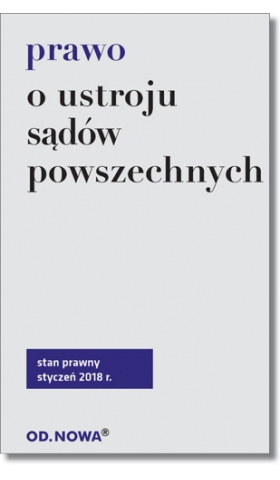 prawo
o ustroju
sądów
powszechnych
stan prawny
styczeń 2018 r.
OD.NOWA®